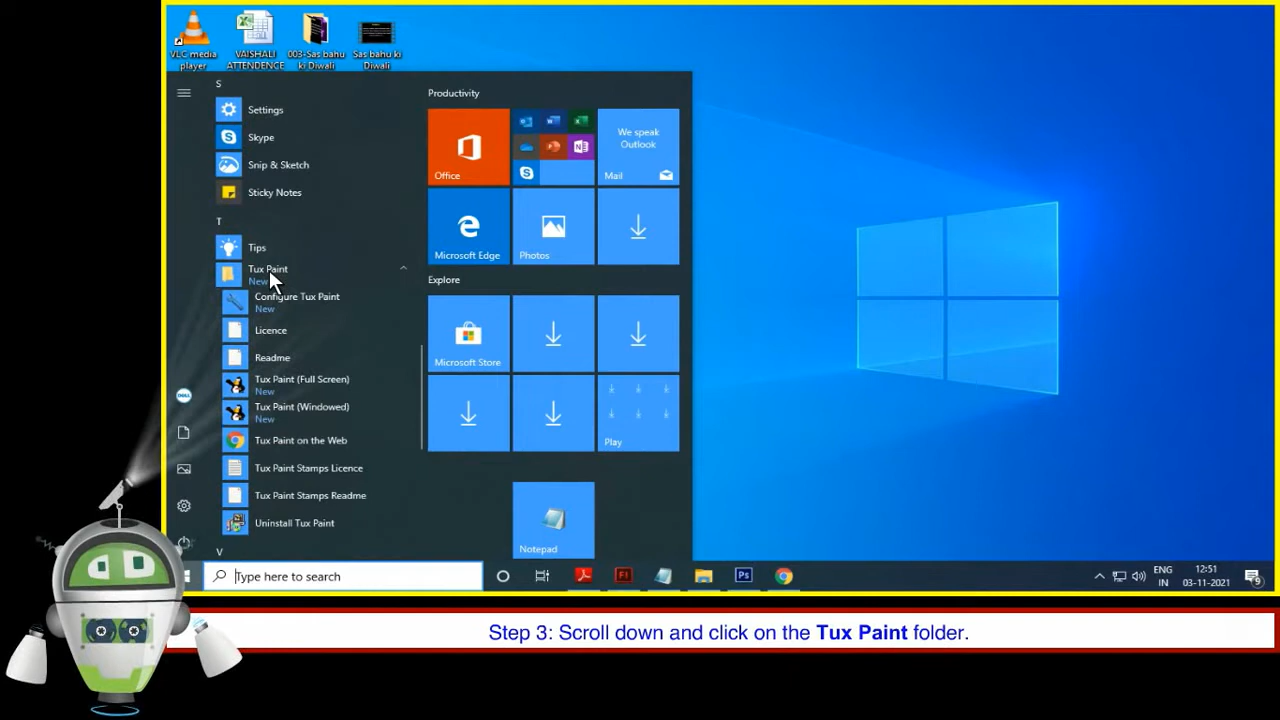 VLC media
player
VAISHALI
ATTENDENCE
003-Sas bahu
ki Diwali
Sas bahu ki
Diwali
S
Settings
Skype
Snip & Sketch
Sticky Notes
T
Tips
Tux Paint
New
Configure Tux Paint
New
Licence
Readme
Tux Paint (Full Screen)
New
Tux Paint (Windowed)
New
Tux Paint on the Web
Tux Paint Stamps Licence
Tux Paint Stamps Readme
Uninstall Tux Paint
V
Productivity
Office
We speak
Outlook
Mail
Microsoft Edge
Photos
Explore
Microsoft Store
Play
Notepad
DELL
Type here to search
Ps
ENG
IN
12:51
03-11-2021
9
Step 3: Scroll down and click on the Tux Paint folder.